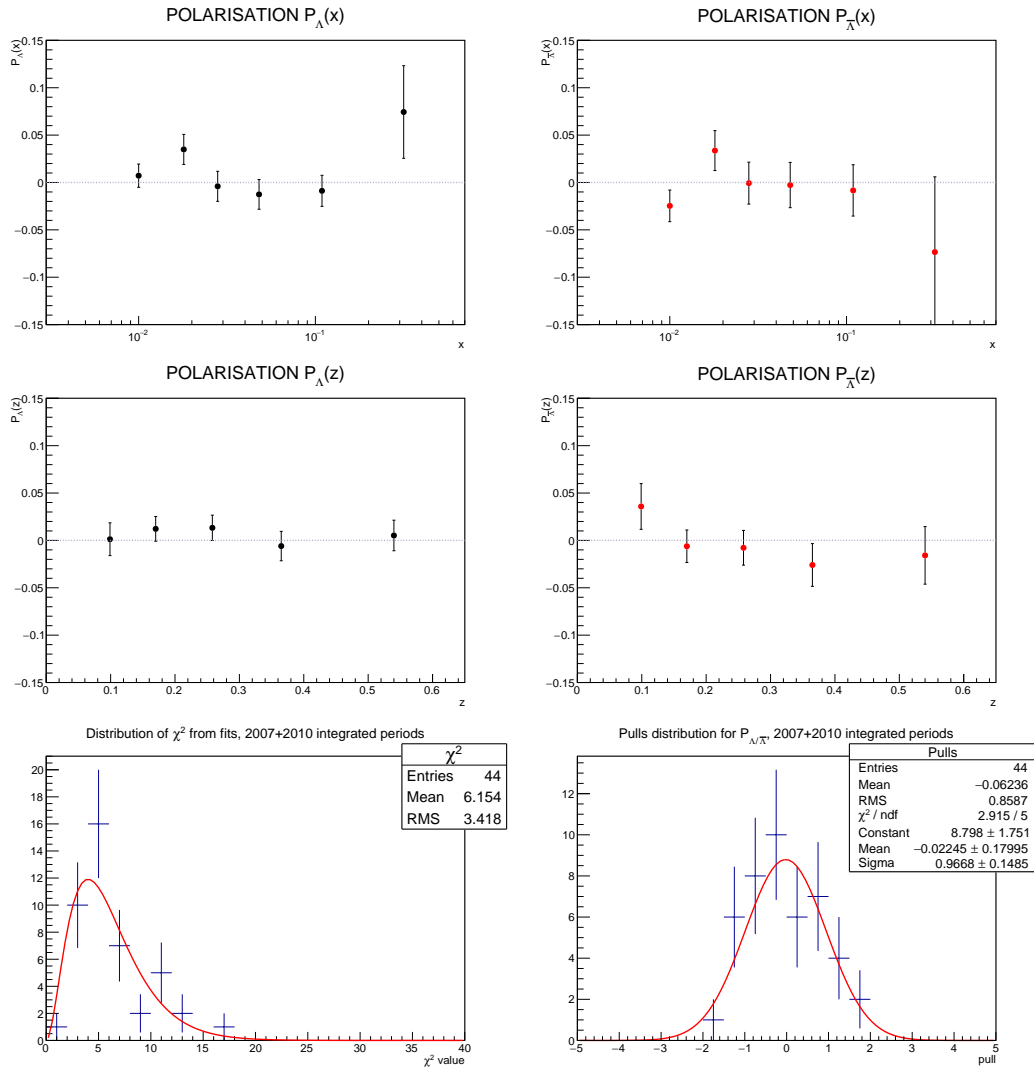 POLARISATION P_Λ(x)
P_Λ(x)
0.15
0.1
0.05
0
−0.05
−0.1
−0.15
10⁻²
10⁻¹
x
POLARISATION P_Λ̅(x)
P_Λ̅(x)
0.15
0.1
0.05
0
−0.05
−0.1
−0.15
10⁻²
10⁻¹
x
POLARISATION P_Λ(z)
P_Λ(z)
0.15
0.1
0.05
0
−0.05
−0.1
−0.15
0 0.1 0.2 0.3 0.4 0.5 0.6
z
POLARISATION P_Λ̅(z)
P_Λ̅(z)
0.15
0.1
0.05
0
−0.05
−0.1
−0.15
0 0.1 0.2 0.3 0.4 0.5 0.6
z
Distribution of χ² from fits, 2007+2010 integrated periods
χ²
Entries 44
Mean 6.154
RMS 3.418
20
18
16
14
12
10
8
6
4
2
0
0 5 10 15 20 25 30 35 40
χ² value
Pulls distribution for P_Λ/Λ̅, 2007+2010 integrated periods
Pulls
Entries 44
Mean −0.06236
RMS 0.8587
χ² / ndf 2.915 / 5
Constant 8.798 ± 1.751
Mean −0.02245 ± 0.17995
Sigma 0.9668 ± 0.1485
12
10
8
6
4
2
0
−5 −4 −3 −2 −1 0 1 2 3 4 5
pull